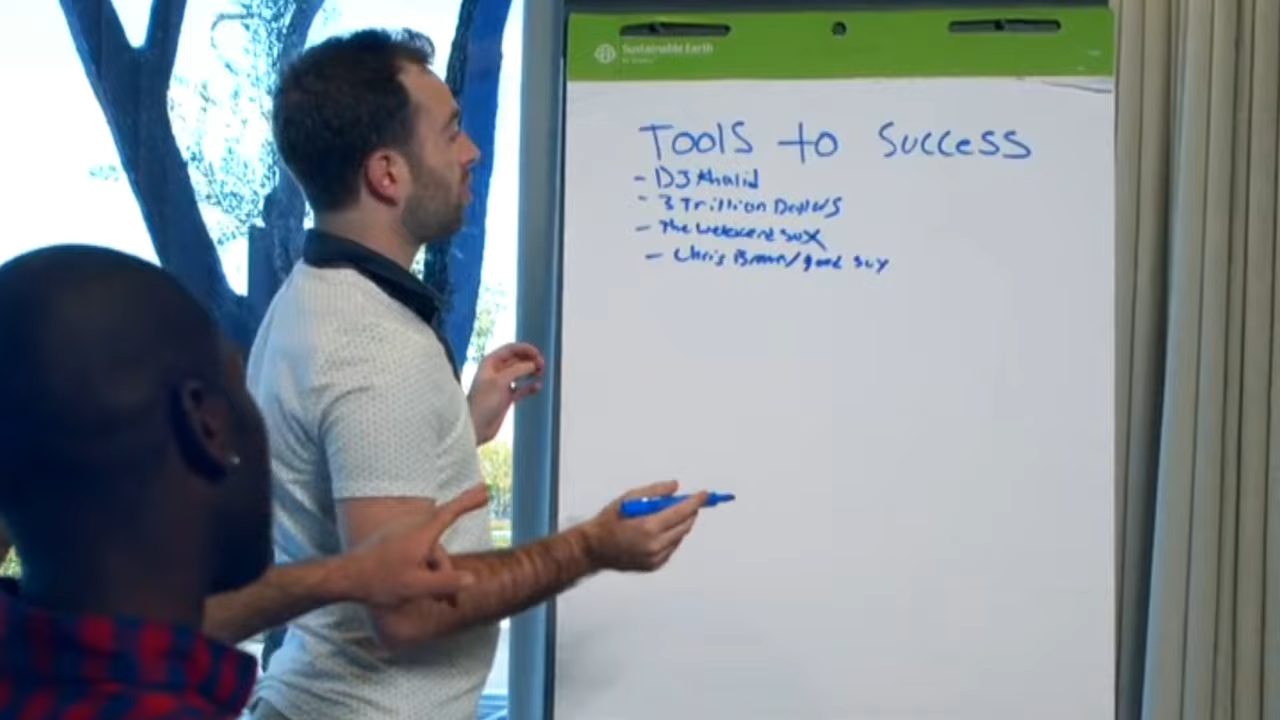 Sustainable Earth
TOOLS to SUCCESS
- DJ Khalid
- 3 Trillion Dollars
- The weekend sux
- Chris Brown/good guy